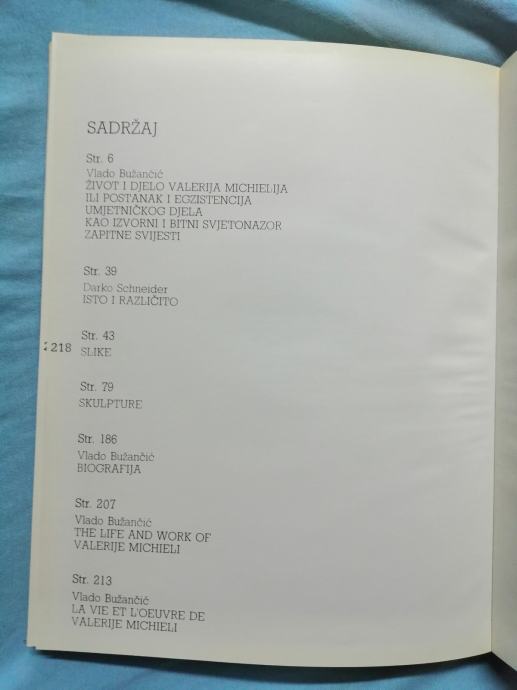 SADRŽAJ
Str. 6
Vlado Bužančić
ŽIVOT I DJELO VALERIJA MICHIELIJA
ILI POSTANAK I EGZISTENCIJA
UMJETNIČKOG DJELA
KAO IZVORNI I BITNI SVJETONAZOR
ZAPITNE SVIJESTI
Str. 39
Darko Schneider
ISTO I RAZLIČITO
Str. 43
218
SLIKE
Str. 79
SKULPTURE
Str. 186
Vlado Bužančić
BIOGRAFIJA
Str. 207
Vlado Bužančić
THE LIFE AND WORK OF
VALERIJE MICHIELI
Str. 213
Vlado Bužančić
LA VIE ET L'OEUVRE DE
VALERIJE MICHIELI